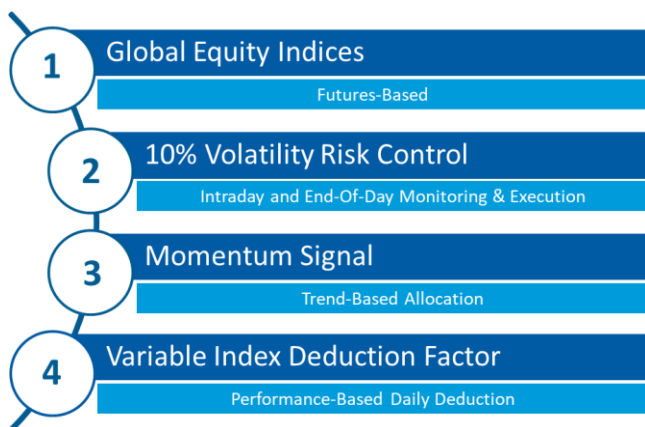 1
Global Equity Indices
Futures-Based
2
10% Volatility Risk Control
Intraday and End-Of-Day Monitoring & Execution
3
Momentum Signal
Trend-Based Allocation
4
Variable Index Deduction Factor
Performance-Based Daily Deduction